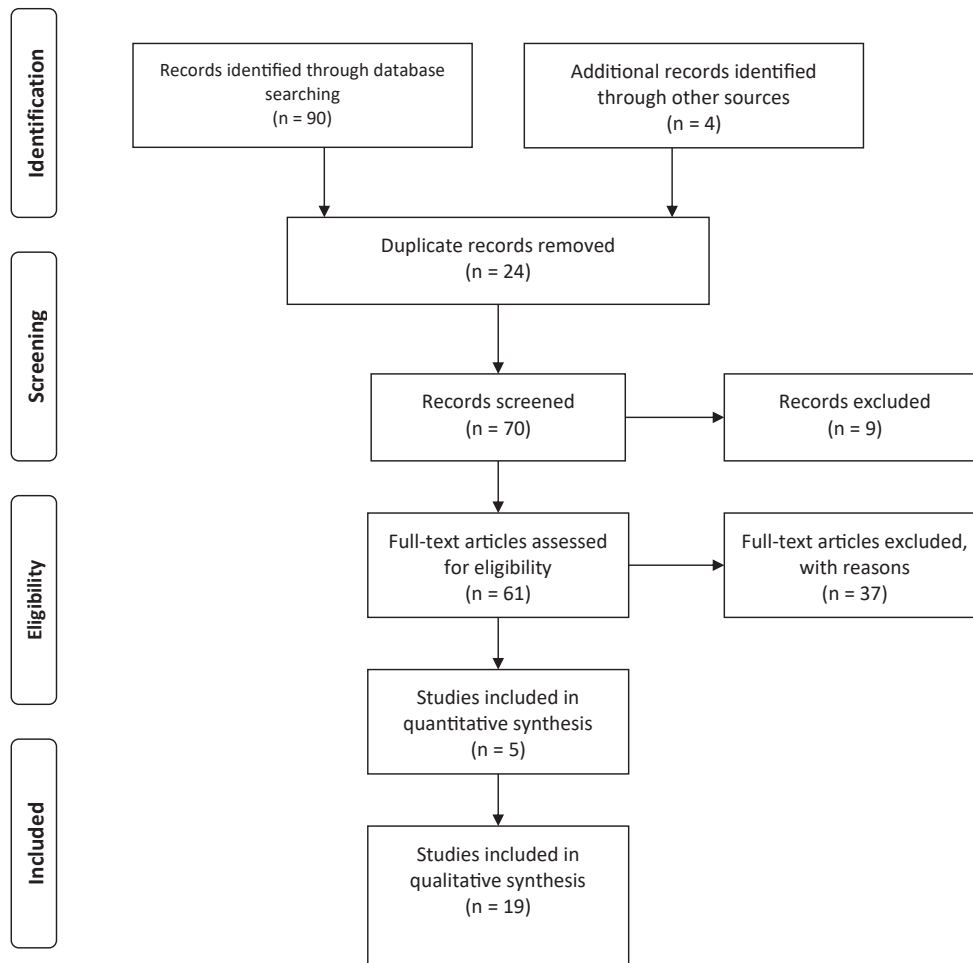 Identification
Records identified through database
searching
(n = 90)
Additional records identified
through other sources
(n = 4)
Duplicate records removed
(n = 24)
Screening
Records screened
(n = 70)
Records excluded
(n = 9)
Eligibility
Full-text articles assessed
for eligibility
(n = 61)
Full-text articles excluded,
with reasons
(n = 37)
Studies included in
quantitative synthesis
(n = 5)
Included
Studies included in
qualitative synthesis
(n = 19)